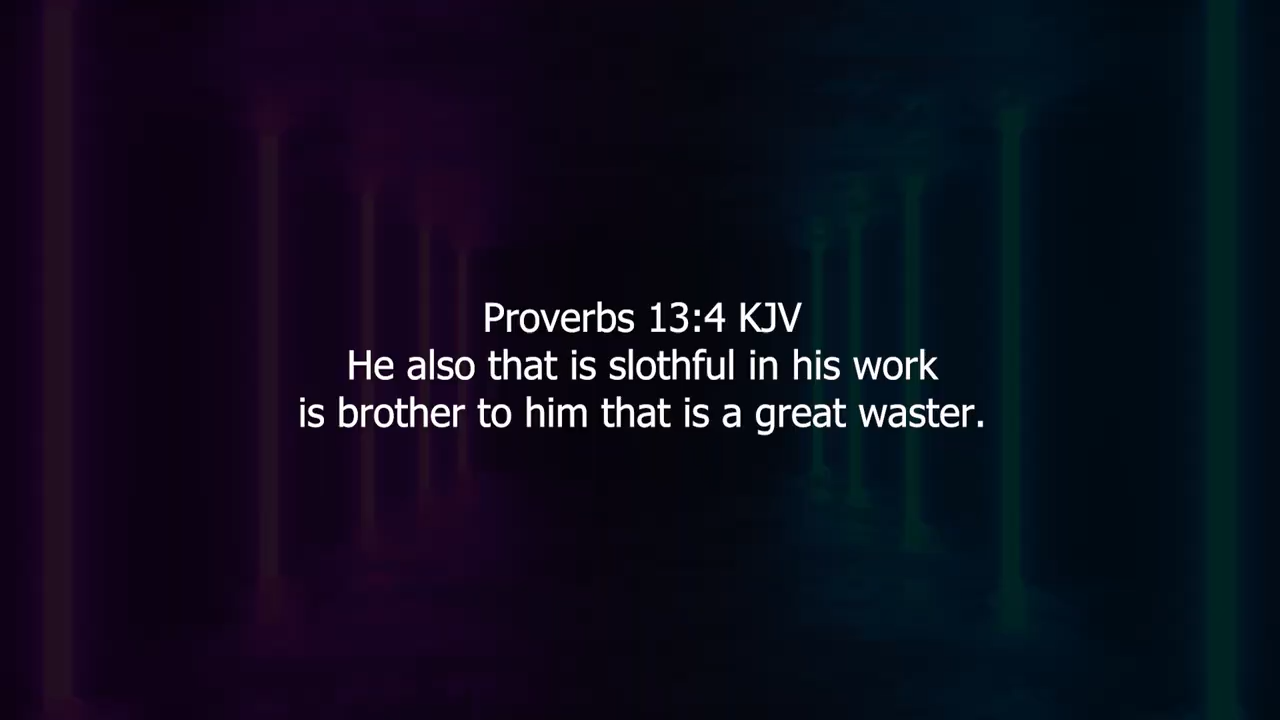 Proverbs 13:4 KJV
He also that is slothful in his work
is brother to him that is a great waster.